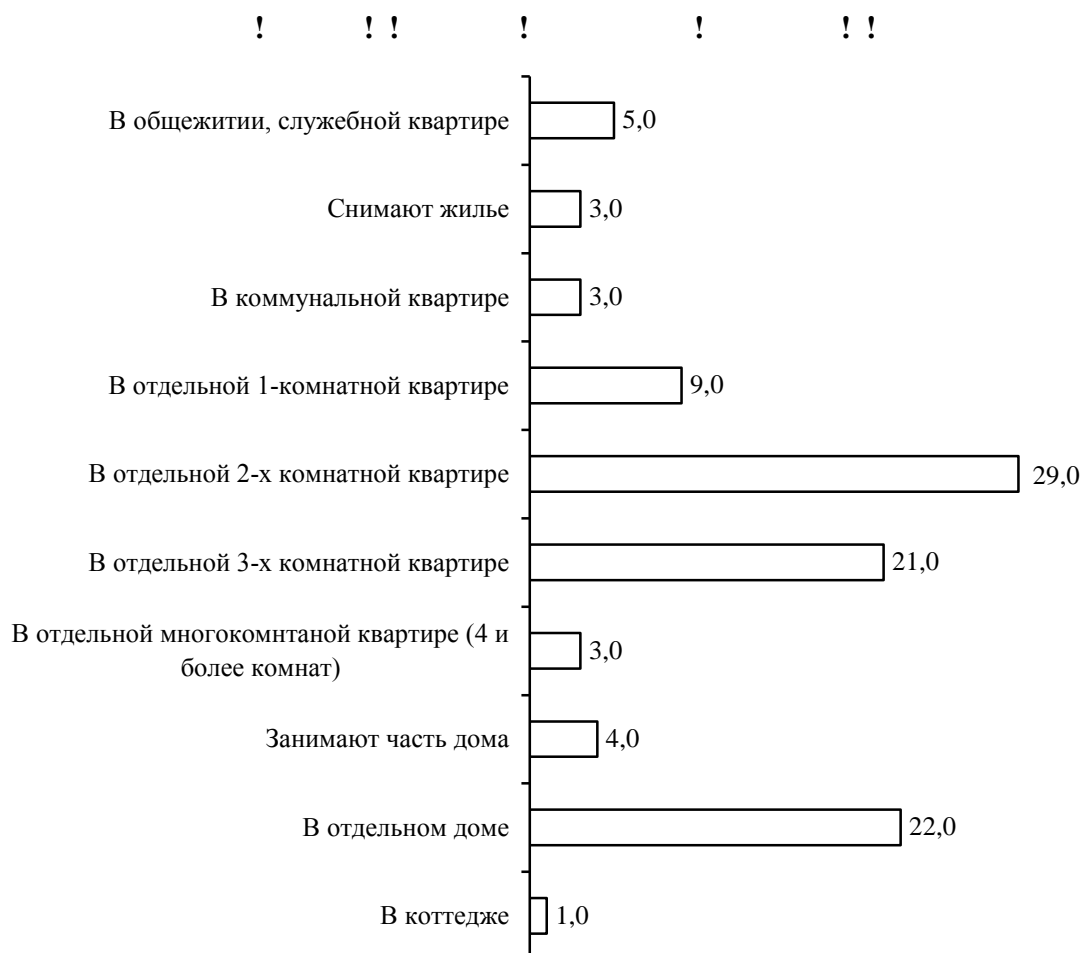 ! ! ! ! ! ! !
В общежитии, служебной квартире 5,0
Снимают жилье 3,0
В коммунальной квартире 3,0
В отдельной 1-комнатной квартире 9,0
В отдельной 2-х комнатной квартире 29,0
В отдельной 3-х комнатной квартире 21,0
В отдельной многокомнтаной квартире (4 и
более комнат) 3,0
Занимают часть дома 4,0
В отдельном доме 22,0
В коттедже 1,0